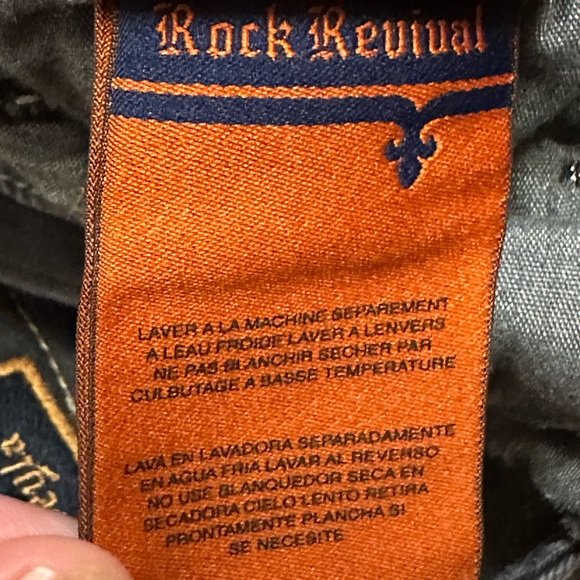 Rock Revival
LAVER A LA MACHINE SEPAREMENT
A LEAU FROIDE LAVER A LENVERS
NE PAS BLANCHIR SECHER PAR
CULBUTAGE A BASSE TEMPERATURE
LAVA EN LAVADORA SEPARADAMENTE
EN AGUA FRIA LAVAR AL REVERSO
NO USE BLANQUEDOR SECA EN
SECADORA CIELO LENTO RETIRA
PRONTAMENTE PLANCHA SI
SE NECESITE